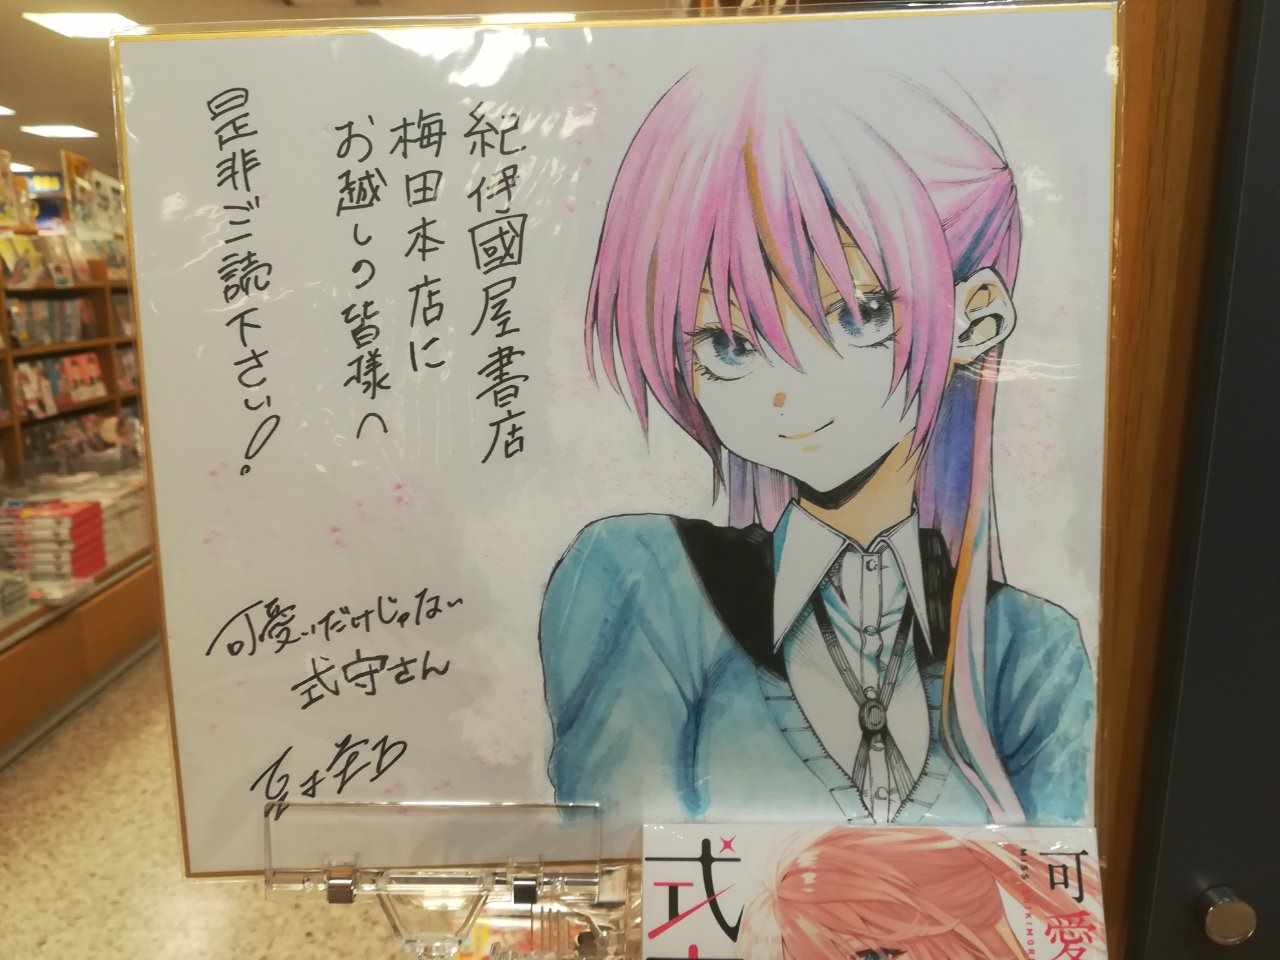 紀伊國屋書店
梅田本店に
お越しの皆様へ
是非ご読下さい!
可愛いだけじゃない
式守さん
式
可愛